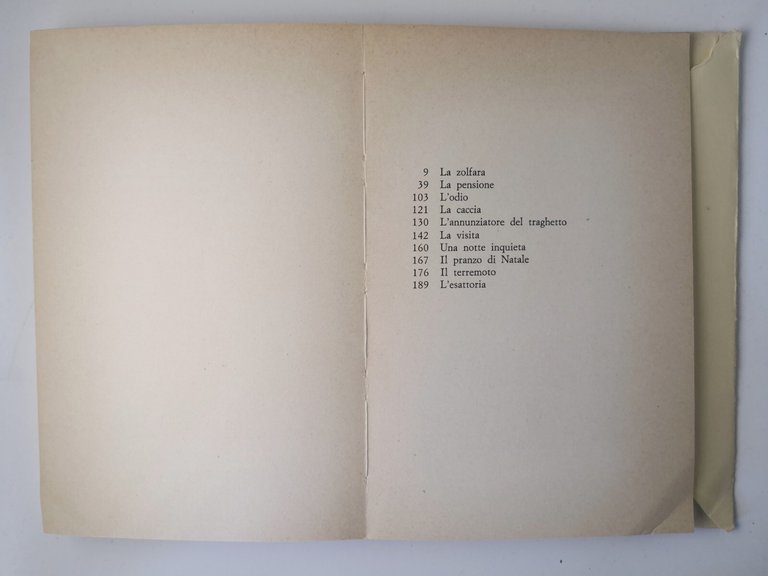 9 La zolfara
39 La pensione
103 L'odio
121 La caccia
130 L'annunziatore del traghetto
142 La visita
160 Una notte inquieta
167 Il pranzo di Natale
176 Il terremoto
189 L'esattoria